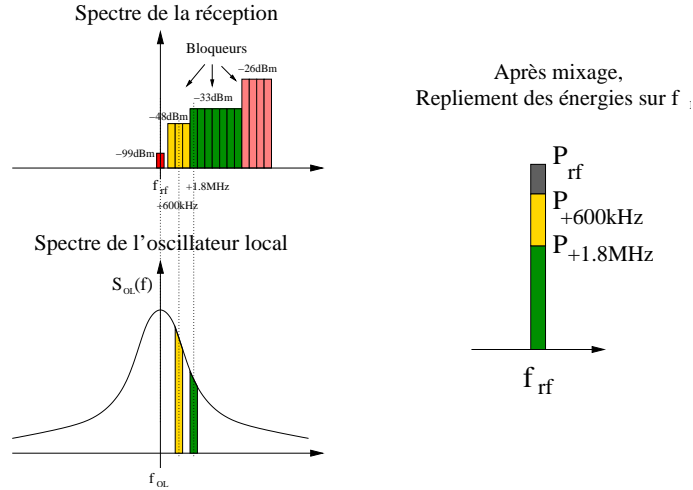 Spectre de la réception
Bloqueurs
−26dBm
−33dBm
−48dBm
−99dBm
f rf
+600kHz
+1.8MHz
Spectre de l’oscillateur local
S OL (f)
f OL
Après mixage,
Repliement des énergies sur f
P rf
P +600kHz
P +1.8MHz
f rf